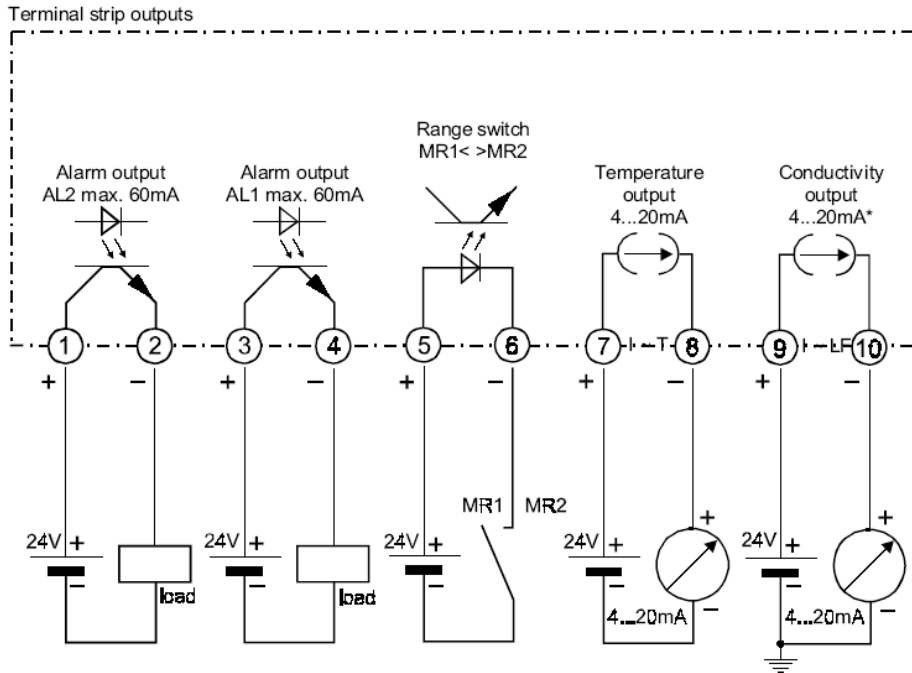 Terminal strip outputs
Range switch
MR1< >MR2
Alarm output
AL2 max. 60mA
Alarm output
AL1 max. 60mA
Temperature
output
4...20mA
Conductivity
output
4...20mA*
1 2 3 4 5 6 7 I ~ T 8 9 I ~ LF 10
+ – + – + – + – + –
MR1 MR2
24V + 24V + 24V + 24V + + 24V + +
– – – – – – –
load load 4...20mA 4...20mA